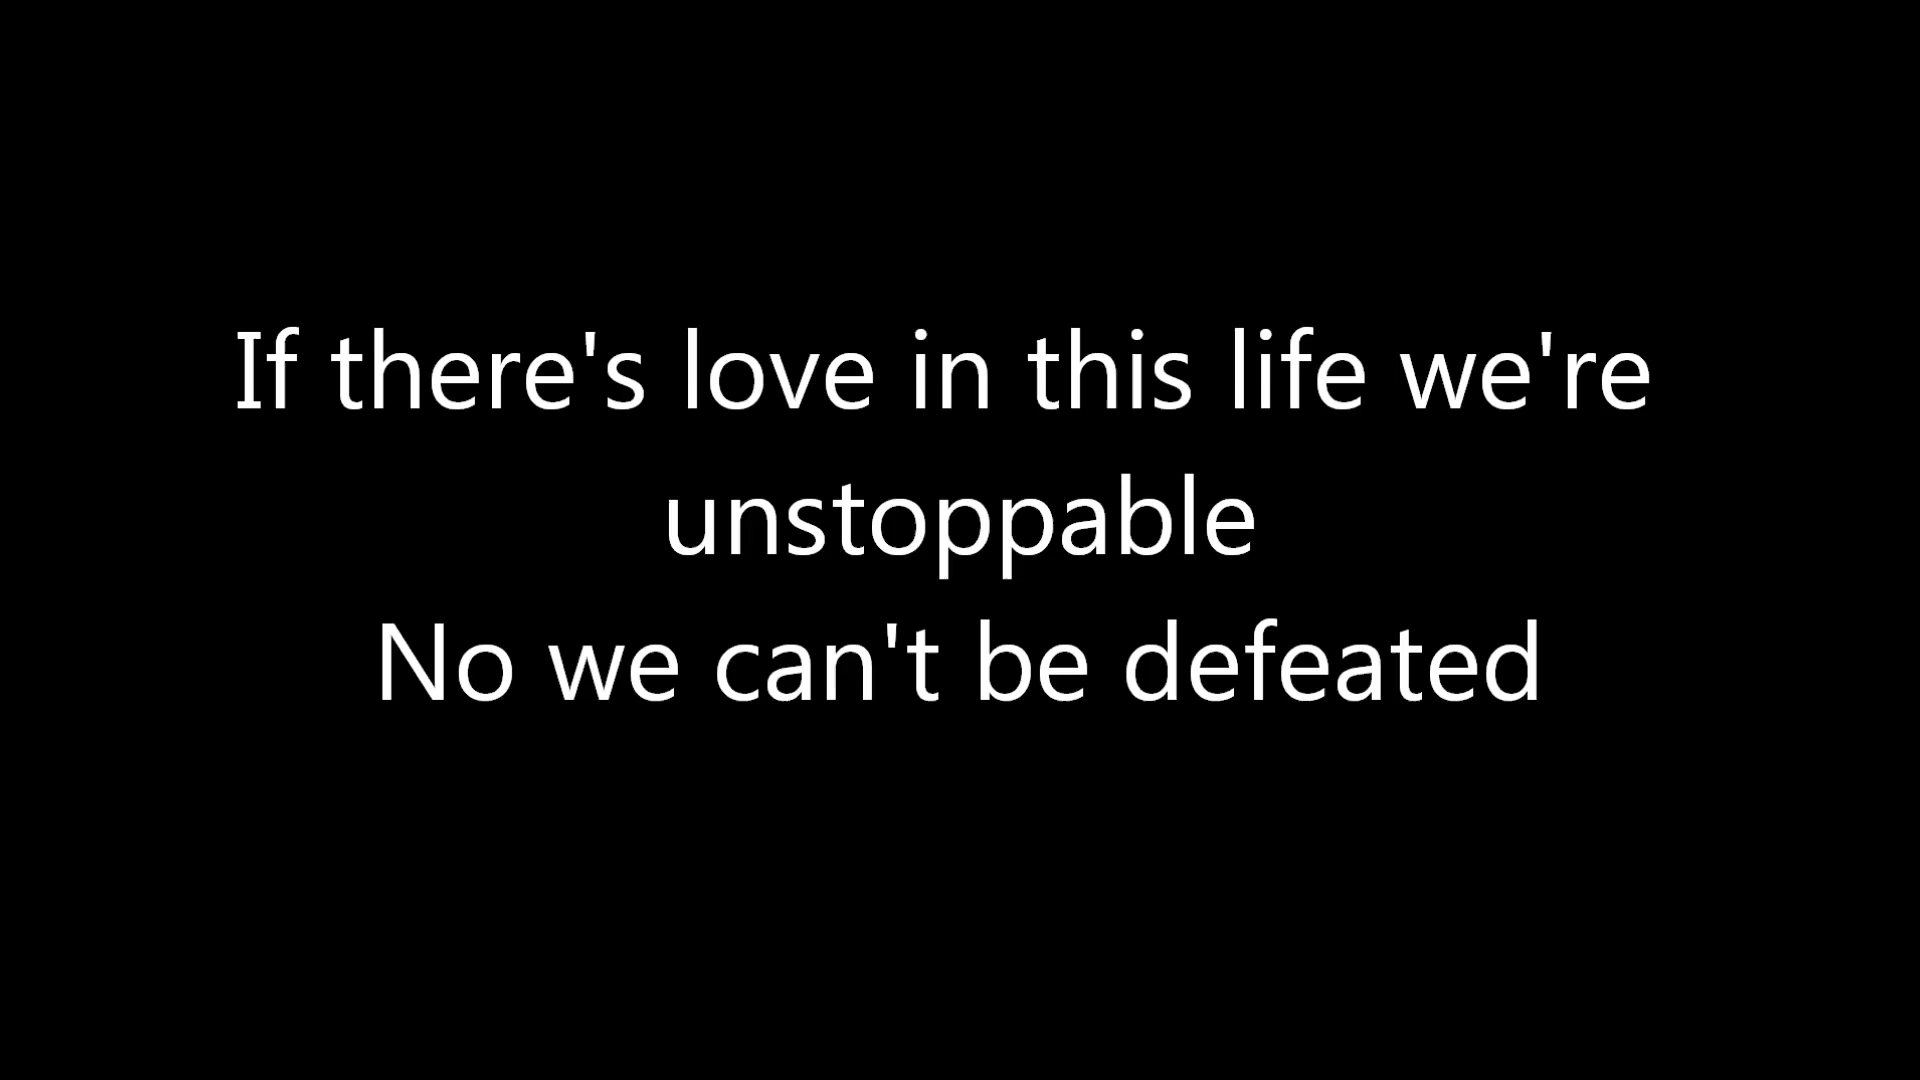 If there's love in this life we're
unstoppable
No we can't be defeated